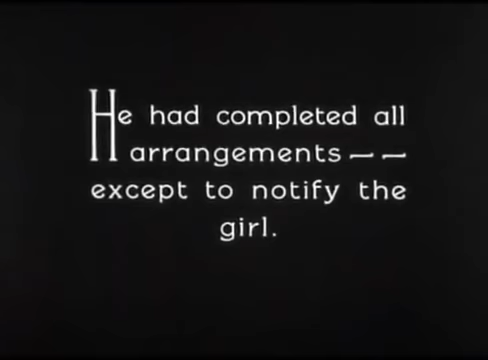 He had completed all
arrangements — —
except to notify the
girl.